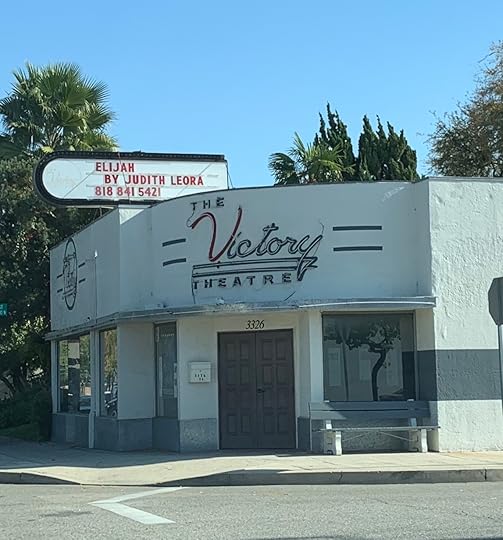 ELIJAH
BY JUDITH LEORA
818 841 5421
THE
Victory
THEATRE
3326